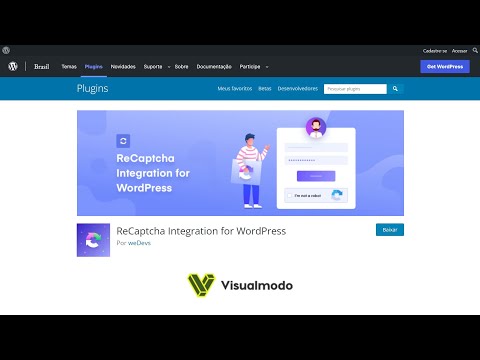 Cadastre-se Acessar
Brasil Temas Plugins Novidades Suporte Sobre Documentação Participe Get WordPress
Plugins Meus favoritos Betas Desenvolvedores Pesquisar plugins
ReCaptcha
Integration for
WordPress
I'm not a robot
ReCaptcha Integration for WordPress
Baixar
Por weDevs
Visualmodo